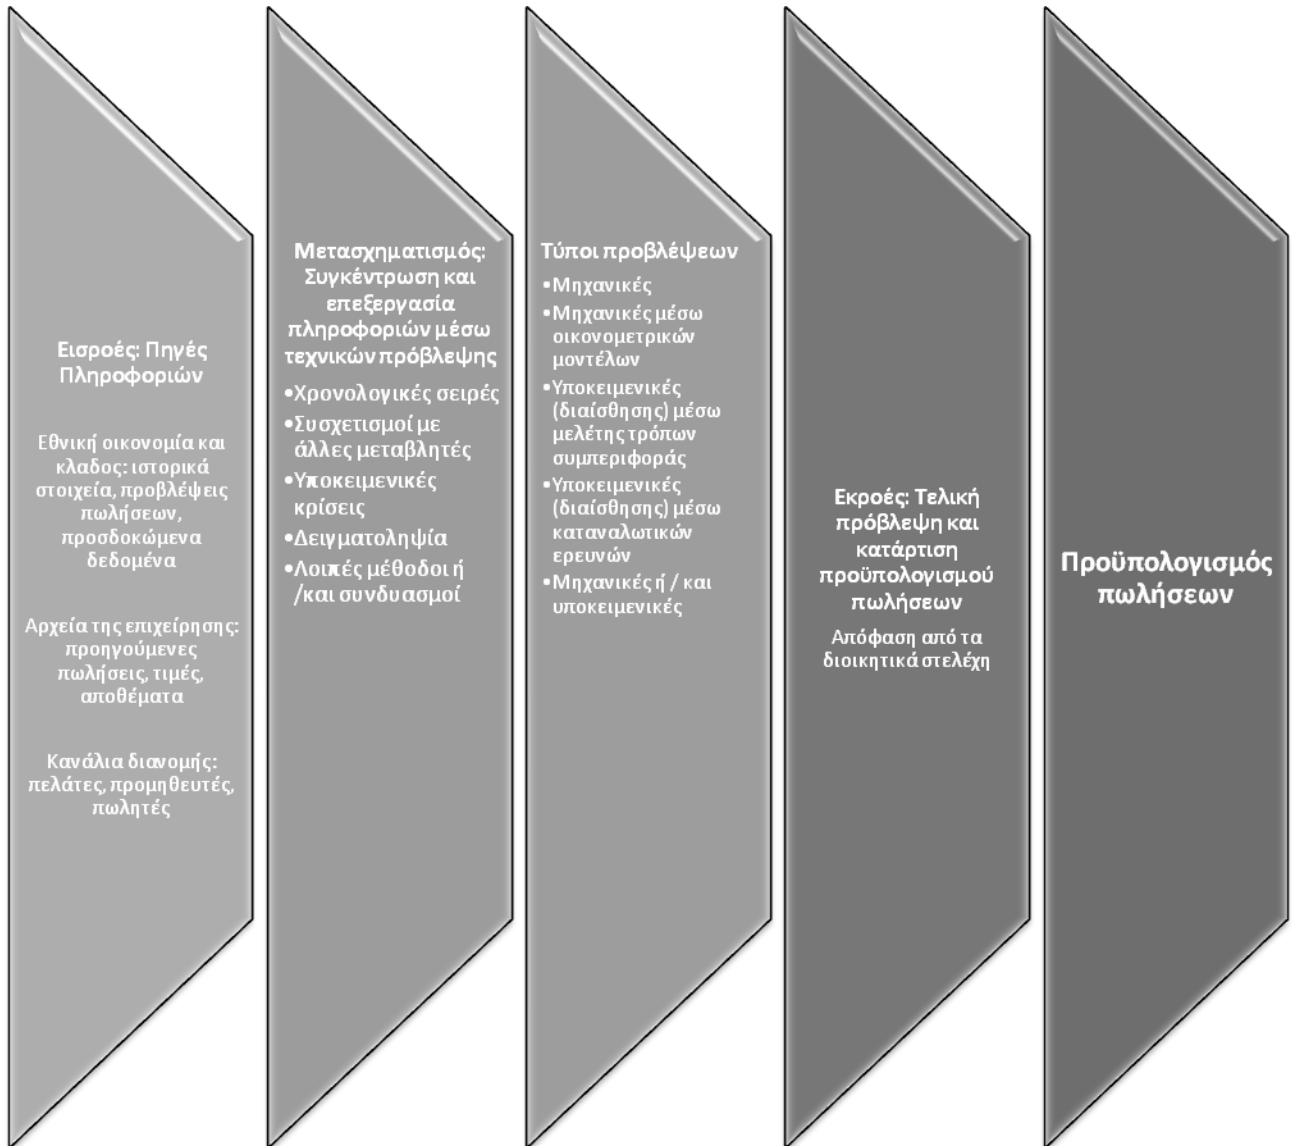 Εισροές: Πηγές
Πληροφοριών
Εθνική οικονομία και
κλαδος: ιστορικά
στοιχεία, προβλέψεις
πωλήσεων,
προσδοκώμενα
δεδομένα
Αρχεία της επιχείρησης:
προηγούμενες
πωλήσεις, τιμές,
αποθέματα
Κανάλια διανομής:
πελάτες, προμηθευτές,
πωλητές
Μετασχηματισμός:
Συγκέντρωση και
επεξεργασία
πληροφοριών μέσω
τεχνικών πρόβλεψης
•Χρονολογικές σειρές
•Συσχετισμοί με
άλλες μεταβλητές
•Υποκειμενικές
κρίσεις
•Δειγματοληψία
•Λοιπές μέθοδοι ή
/και συνδυασμοί
Τύποι προβλέψεων
•Μηχανικές
•Μηχανικές μέσω
οικονομετρικών
μοντέλων
•Υποκειμενικές
(διαίσθησης) μέσω
μελέτης τρόπων
συμπεριφοράς
•Υποκειμενικές
(διαίσθησης) μέσω
καταναλωτικών
ερευνών
•Μηχανικές ή / και
υποκειμενικές
Εκροές: Τελική
πρόβλεψη και
κατάρτιση
προϋπολογισμού
πωλήσεων
Απόφαση από τα
διοικητικά στελέχη
Προϋπολογισμός
πωλήσεων